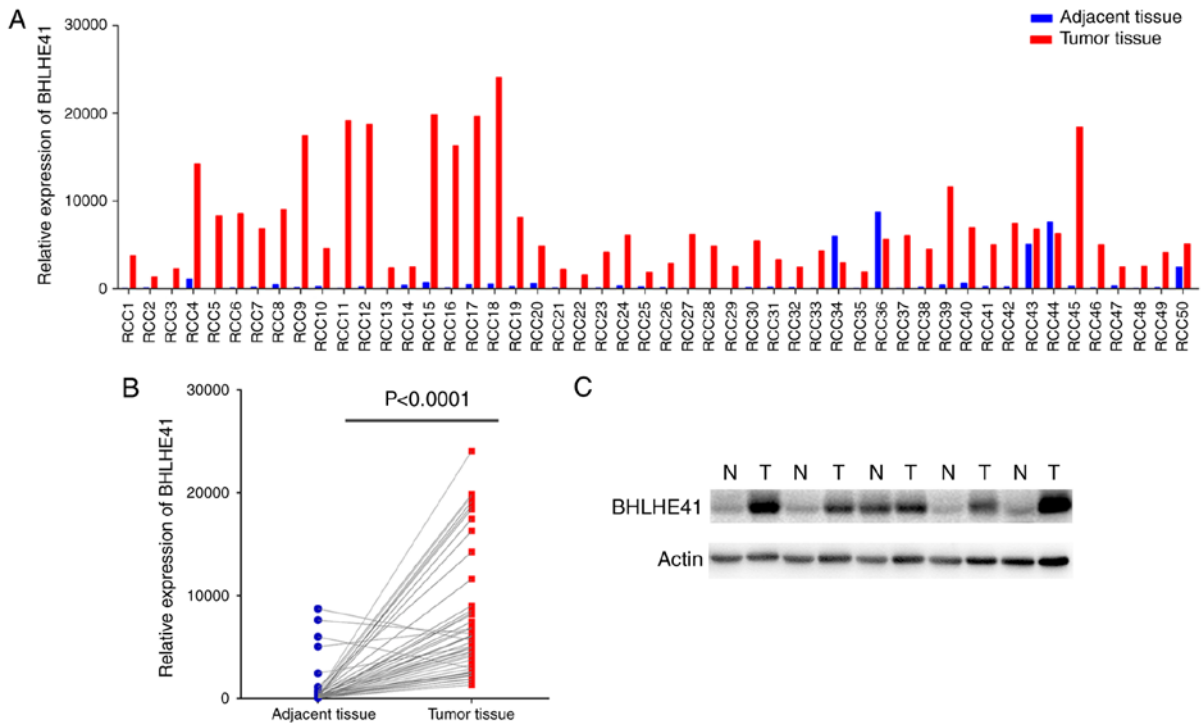 A
Relative expression of BHLHE41
30000
20000
10000
0
Adjacent tissue
Tumor tissue
RCC1
RCC2
RCC3
RCC4
RCC5
RCC6
RCC7
RCC8
RCC9
RCC10
RCC11
RCC12
RCC13
RCC14
RCC15
RCC16
RCC17
RCC18
RCC19
RCC20
RCC21
RCC22
RCC23
RCC24
RCC25
RCC26
RCC27
RCC28
RCC29
RCC30
RCC31
RCC32
RCC33
RCC34
RCC35
RCC36
RCC37
RCC38
RCC39
RCC40
RCC41
RCC42
RCC43
RCC44
RCC45
RCC46
RCC47
RCC48
RCC49
RCC50
B
Relative expression of BHLHE41
30000
20000
10000
0
P<0.0001
Adjacent tissue
Tumor tissue
C
N T N T N T N T N T
BHLHE41
Actin